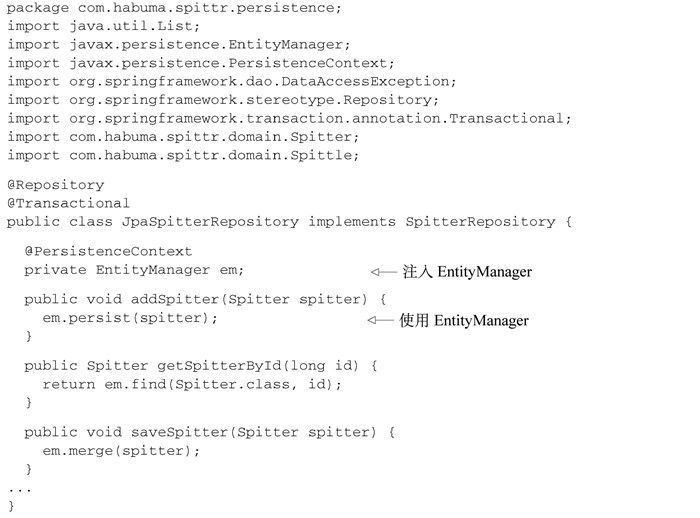 package com.habuma.spittr.persistence;
import java.util.List;
import javax.persistence.EntityManager;
import javax.persistence.PersistenceContext;
import org.springframework.dao.DataAccessException;
import org.springframework.stereotype.Repository;
import org.springframework.transaction.annotation.Transactional;
import com.habuma.spittr.domain.Spitter;
import com.habuma.spittr.domain.Spittle;
@Repository
@Transactional
public class JpaSpitterRepository implements SpitterRepository {
@PersistenceContext
private EntityManager em; 注入 EntityManager
public void addSpitter(Spitter spitter) {
em.persist(spitter); 使用 EntityManager
}
public Spitter getSpitterById(long id) {
return em.find(Spitter.class, id);
}
public void saveSpitter(Spitter spitter) {
em.merge(spitter);
}
...
}